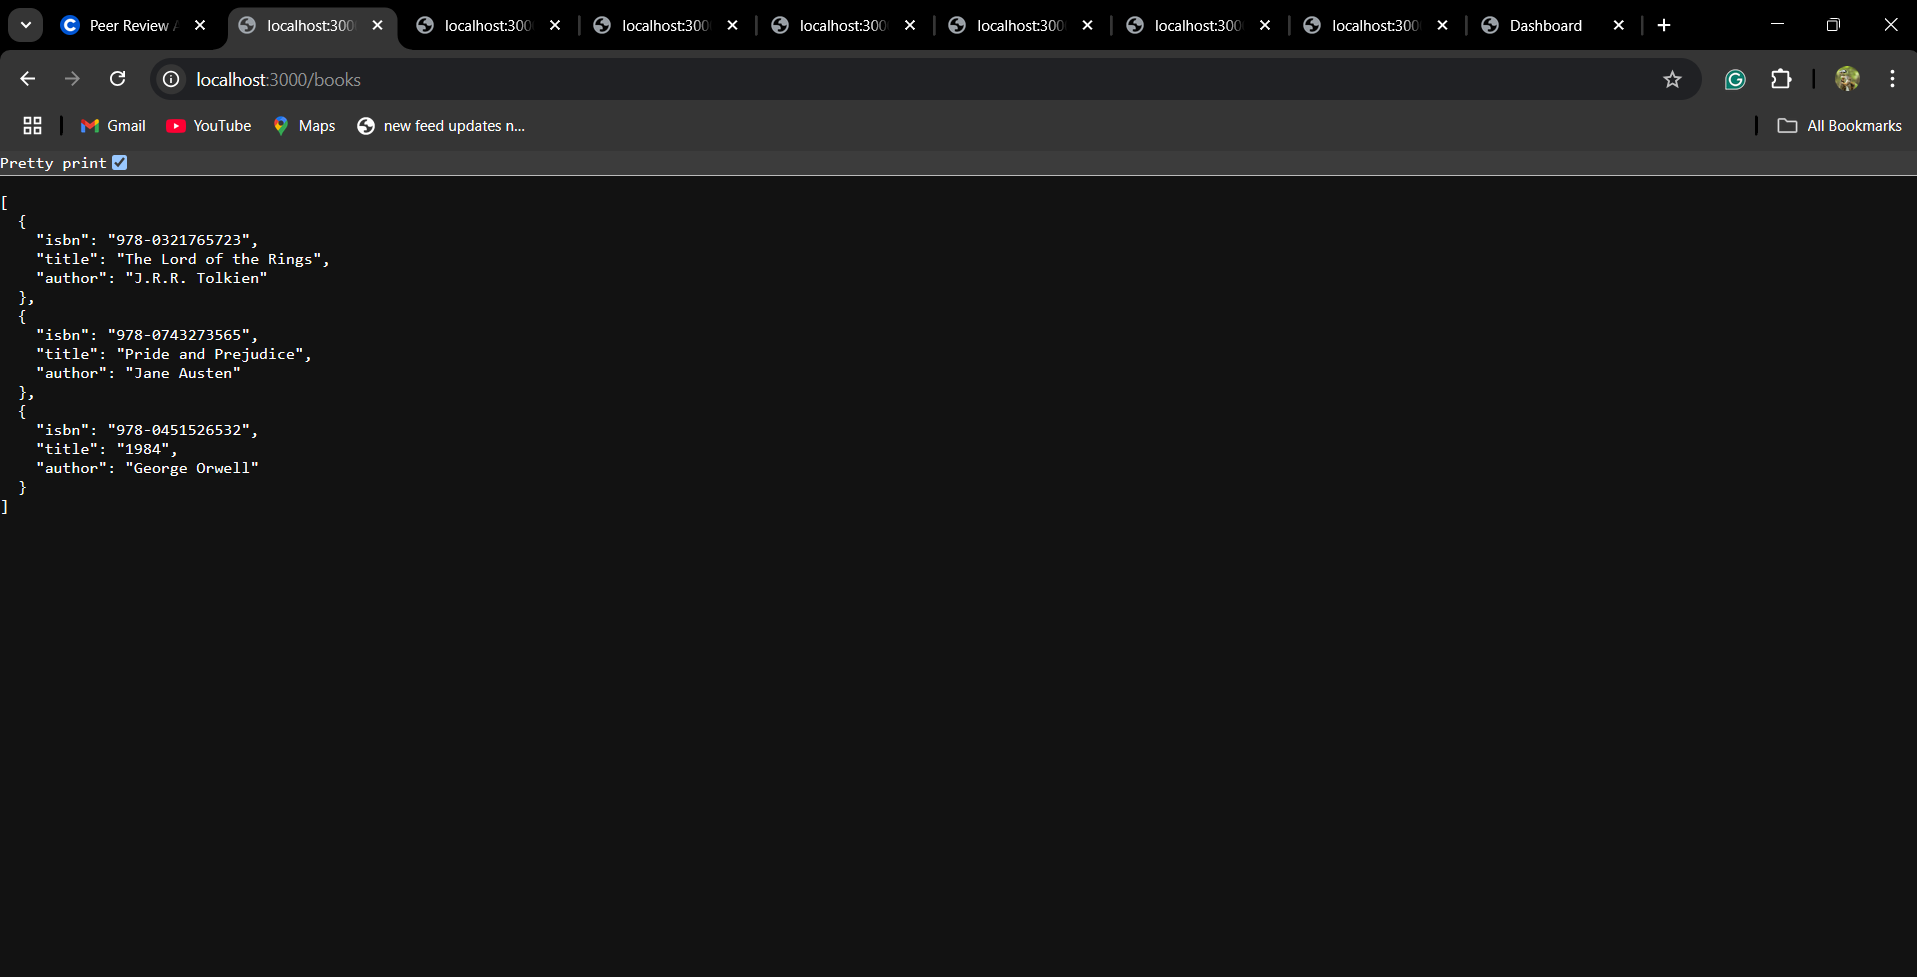 Peer Review A
localhost:300
localhost:300
localhost:300
localhost:300
localhost:300
localhost:300
localhost:300
Dashboard
localhost:3000/books
Gmail
YouTube
Maps
new feed updates n...
All Bookmarks
Pretty print
[
  {
    "isbn": "978-0321765723",
    "title": "The Lord of the Rings",
    "author": "J.R.R. Tolkien"
  },
  {
    "isbn": "978-0743273565",
    "title": "Pride and Prejudice",
    "author": "Jane Austen"
  },
  {
    "isbn": "978-0451526532",
    "title": "1984",
    "author": "George Orwell"
  }
]